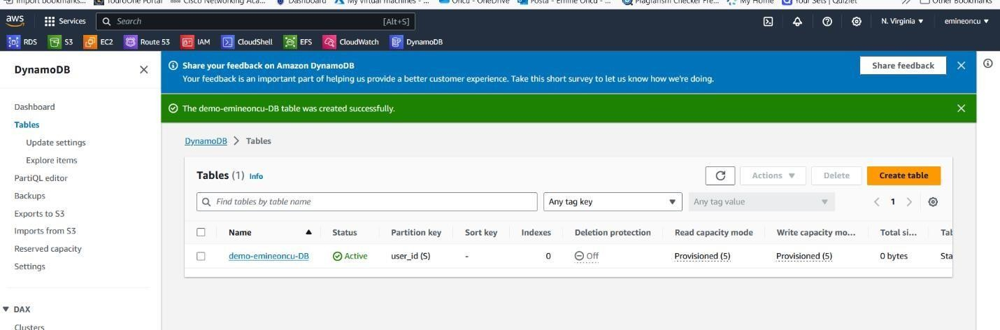 Import bookmarks... TouroOne Portal Cisco Networking Aca... Dashboard My virtual machines - ... Oncu - OneDrive Posta - Emine Oncu - ... Plagiarism Checker Fre... My Home Your Sets | Quizlet Other Bookmarks
aws Services Search [Alt+S] N. Virginia ▼ emineoncu ▼
RDS S3 EC2 Route 53 IAM CloudShell EFS CloudWatch DynamoDB
DynamoDB
Share your feedback on Amazon DynamoDB
Your feedback is an important part of helping us provide a better customer experience. Take this short survey to let us know how we're doing.
Share feedback
The demo-emineoncu-DB table was created successfully.
Dashboard
Tables
Update settings
Explore items
PartiQL editor
Backups
Exports to S3
Imports from S3
Reserved capacity
Settings
DAX
Clusters
DynamoDB > Tables
Tables (1) Info
Actions ▼ Delete Create table
Find tables by table name Any tag key Any tag value < 1 >
Name Status Partition key Sort key Indexes Deletion protection Read capacity mode Write capacity mo... Total si... Tab
demo-emineoncu-DB Active user_id (S) - 0 Off Provisioned (5) Provisioned (5) 0 bytes Sta